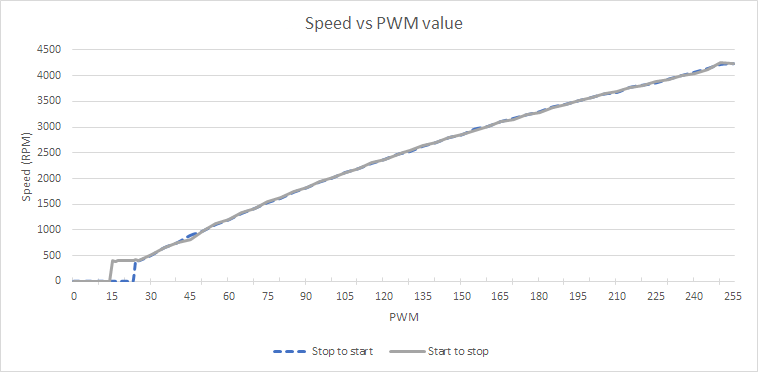 Speed vs PWM value
4500
4000
3500
3000
2500
2000
1500
1000
500
0
Speed (RPM)
0 15 30 45 60 75 90 105 120 135 150 165 180 195 210 225 240 255
PWM
Stop to start Start to stop